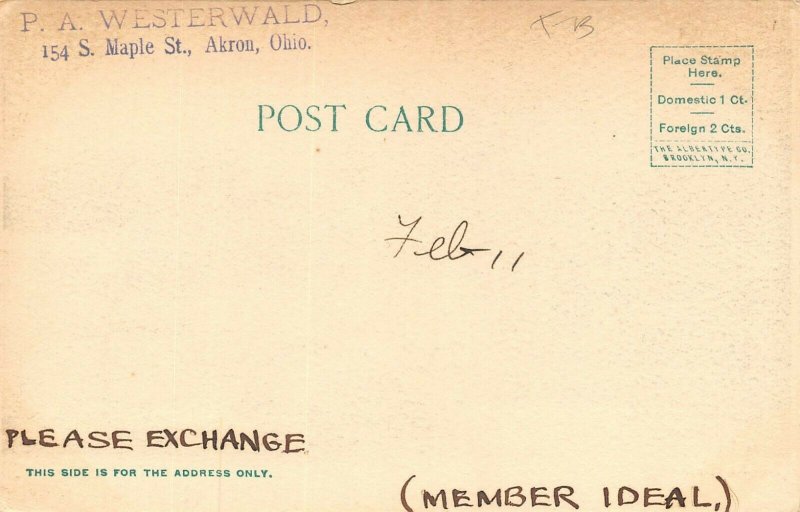 P. A. WESTERWALD,
154 S. Maple St., Akron, Ohio.
T-B
Place Stamp
Here.
Domestic 1 Ct.
Foreign 2 Cts.
THE ALBERTYPE CO.
BROOKLYN, N.Y.
POST CARD
Feb 11
PLEASE EXCHANGE
THIS SIDE IS FOR THE ADDRESS ONLY.
(MEMBER IDEAL,)